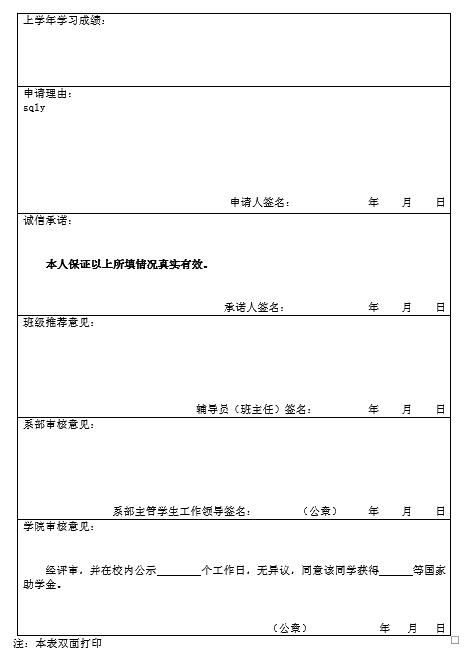 上学年学习成绩：
申请理由：
sqly
申请人签名： 年 月 日
诚信承诺：
本人保证以上所填情况真实有效。
承诺人签名： 年 月 日
班级推荐意见：
辅导员（班主任）签名： 年 月 日
系部审核意见：
系部主管学生工作领导签名： （公章） 年 月 日
学院审核意见：
经评审，并在校内公示________个工作日，无异议，同意该同学获得______等国家
助学金。
（公章） 年 月 日
注：本表双面打印